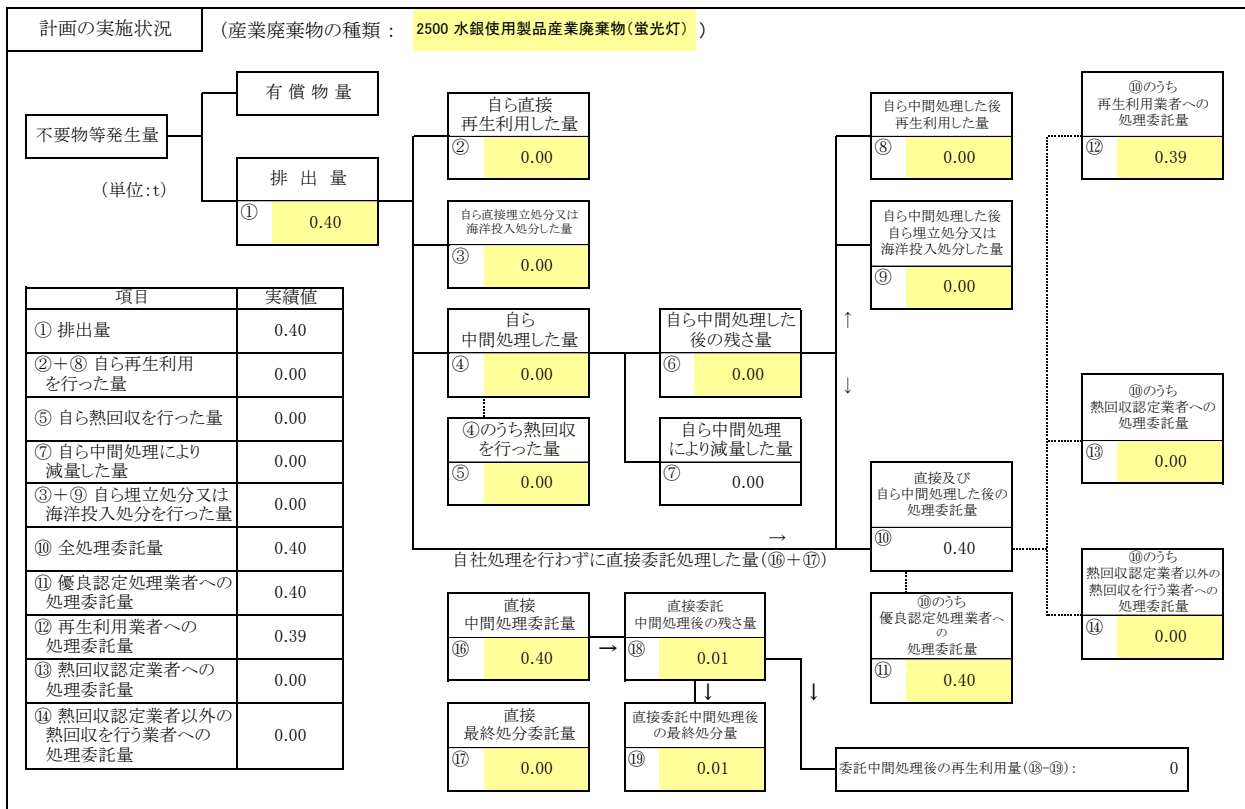 計画の実施状況
(産業廃棄物の種類： 2500 水銀使用製品産業廃棄物(蛍光灯) )
有 償 物 量
不要物等発生量
(単位:t)
排 出 量
① 0.40
自ら直接
再生利用した量
② 0.00
自ら直接埋立処分又は
海洋投入処分した量
③ 0.00
自ら
中間処理した量
④ 0.00
④のうち熱回収
を行った量
⑤ 0.00
自ら中間処理した
後の残さ量
⑥ 0.00
自ら中間処理
により減量した量
⑦ 0.00
自ら中間処理した後
再生利用した量
⑧ 0.00
自ら中間処理した後
自ら埋立処分又は
海洋投入処分した量
⑨ 0.00
↑
↓
直接及び
自ら中間処理した後の
処理委託量
⑩ 0.40
⑩のうち
優良認定処理業者へ
の
処理委託量
⑪ 0.40
⑩のうち
再生利用業者への
処理委託量
⑫ 0.39
⑩のうち
熱回収認定業者への
処理委託量
⑬ 0.00
⑩のうち
熱回収認定業者以外の
熱回収を行う業者への
処理委託量
⑭ 0.00
→
自社処理を行わずに直接委託処理した量(⑯＋⑰)
直接
中間処理委託量
⑯ 0.40
→
直接委託
中間処理後の残さ量
⑱ 0.01
↓
↓
直接
最終処分委託量
⑰ 0.00
直接委託中間処理後
の最終処分量
⑲ 0.01
委託中間処理後の再生利用量(⑱-⑲)： 0
項目 実績値
① 排出量 0.40
②＋⑧ 自ら再生利用
を行った量 0.00
⑤ 自ら熱回収を行った量 0.00
⑦ 自ら中間処理により
減量した量 0.00
③＋⑨ 自ら埋立処分又は
海洋投入処分を行った量 0.00
⑩ 全処理委託量 0.40
⑪ 優良認定処理業者への
処理委託量 0.40
⑫ 再生利用業者への
処理委託量 0.39
⑬ 熱回収認定業者への
処理委託量 0.00
⑭ 熱回収認定業者以外の
熱回収を行う業者への
処理委託量 0.00